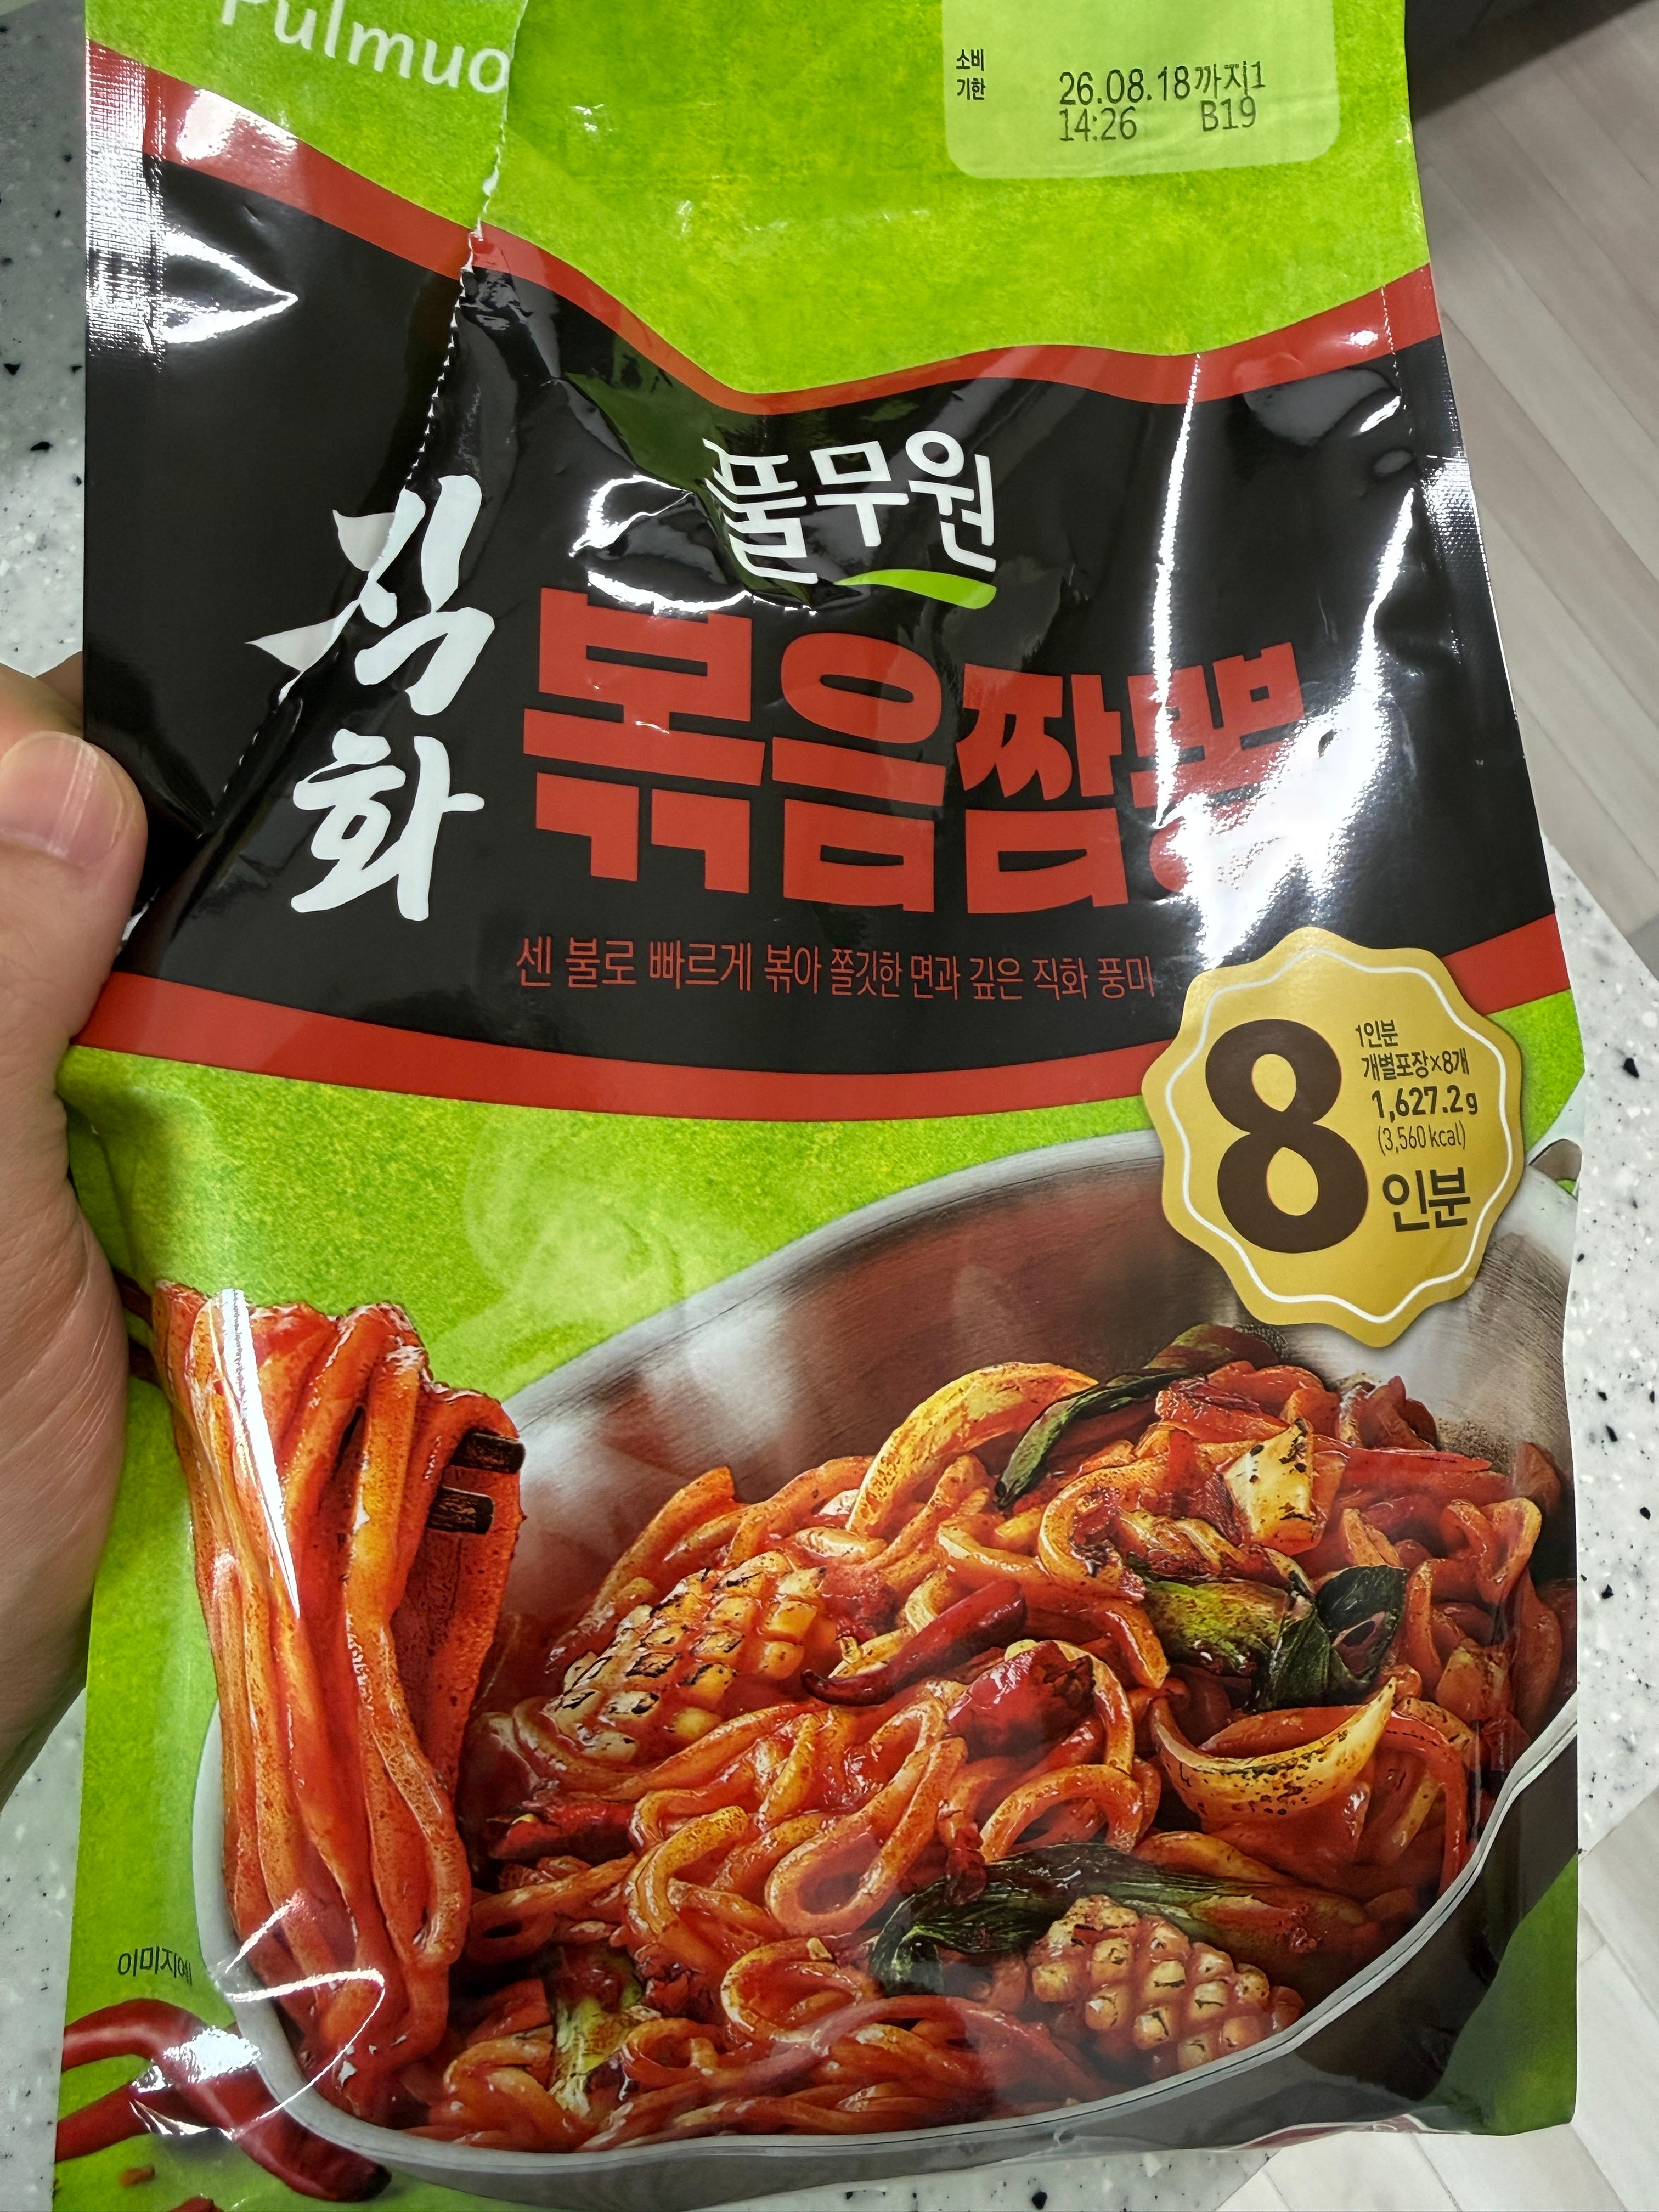 Pulmuo
소비
기한
26.08.18까지1
14:26 B19
풀무원
직화
볶음짬뽕
센 불로 빠르게 볶아 쫄깃한 면과 깊은 직화 풍미
8인분
1인분
개별포장×8개
1,627.2g
(3,560kcal)
이미지예